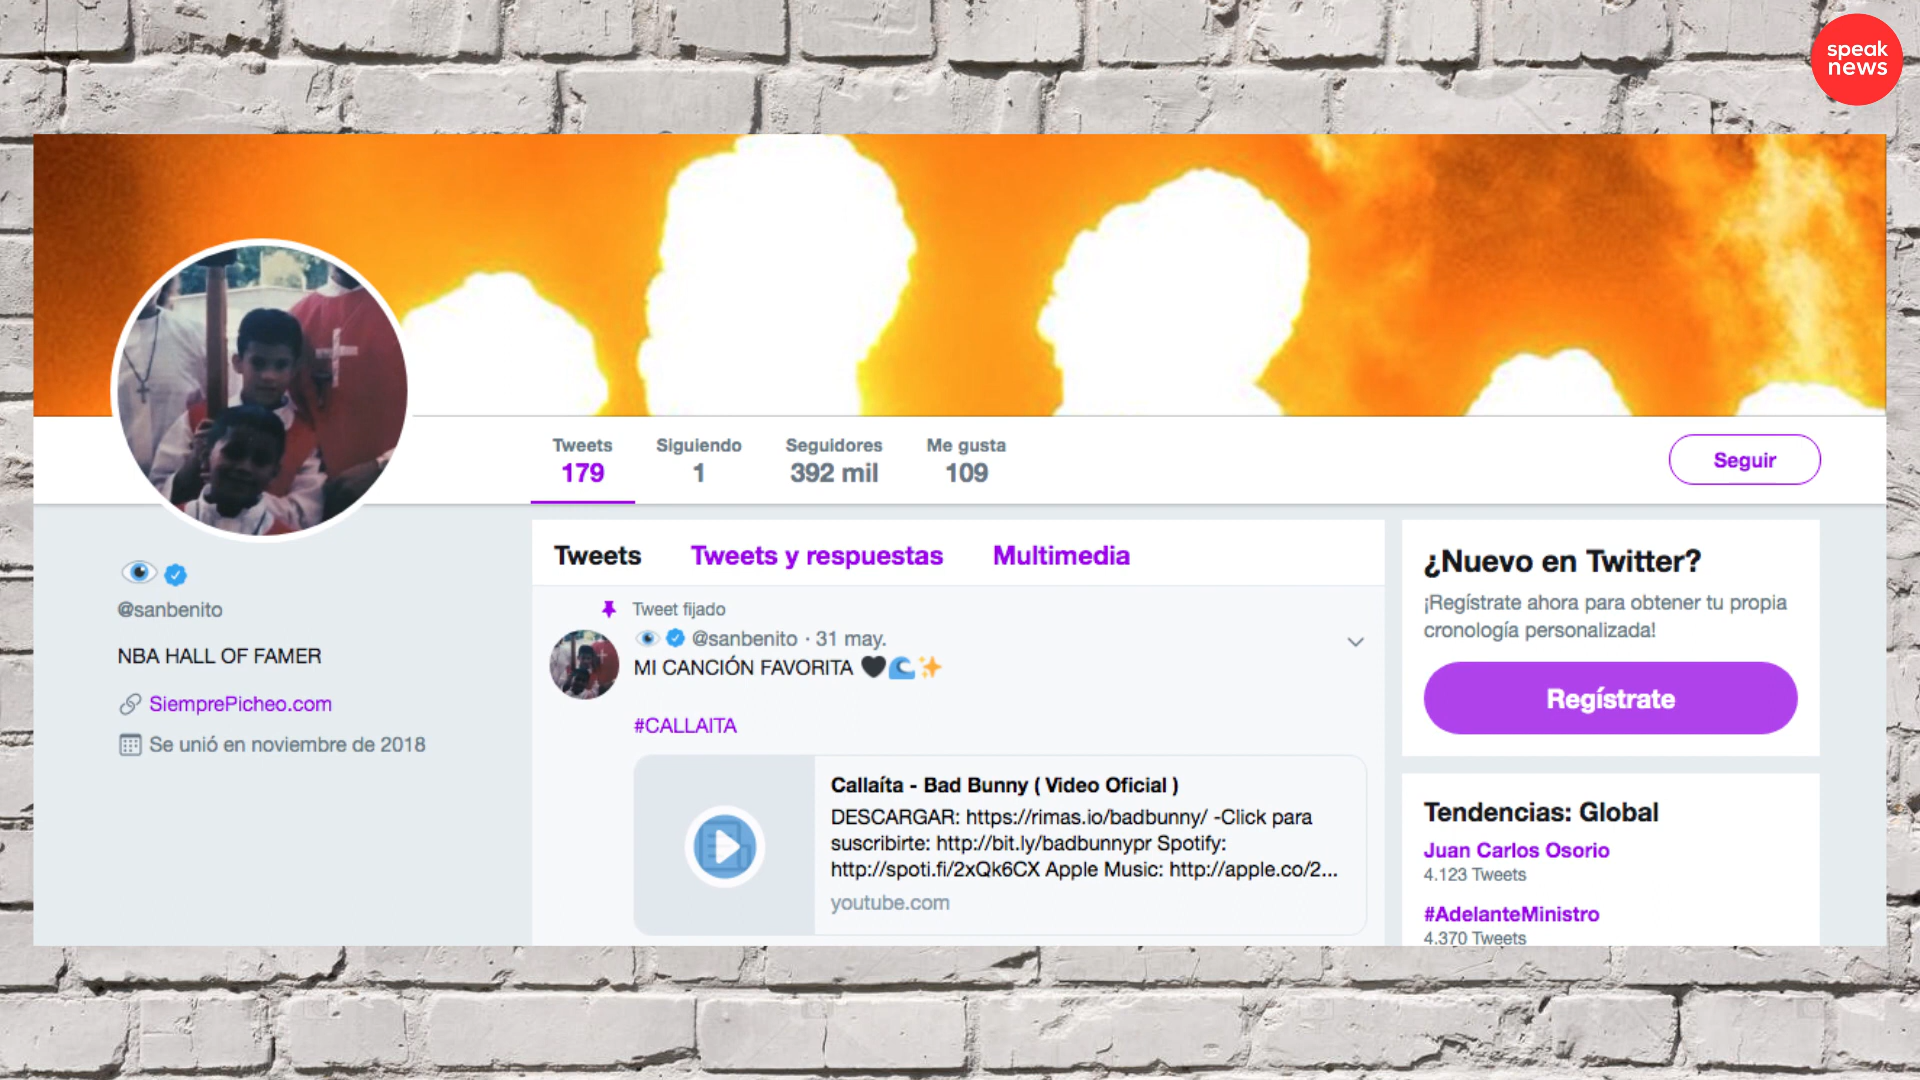 speak
news
Tweets
179
Siguiendo
1
Seguidores
392 mil
Me gusta
109
Seguir
@sanbenito
NBA HALL OF FAMER
SiemprePicheo.com
Se unió en noviembre de 2018
Tweets
Tweets y respuestas
Multimedia
Tweet fijado
@sanbenito · 31 may.
MI CANCIÓN FAVORITA 🖤🌊✨
#CALLAITA
Callaíta - Bad Bunny ( Video Oficial )
DESCARGAR: https://rimas.io/badbunny/ -Click para
suscribirte: http://bit.ly/badbunnypr Spotify:
http://spoti.fi/2xQk6CX Apple Music: http://apple.co/2...
youtube.com
¿Nuevo en Twitter?
¡Regístrate ahora para obtener tu propia
cronología personalizada!
Regístrate
Tendencias: Global
Juan Carlos Osorio
4.123 Tweets
#AdelanteMinistro
4.370 Tweets